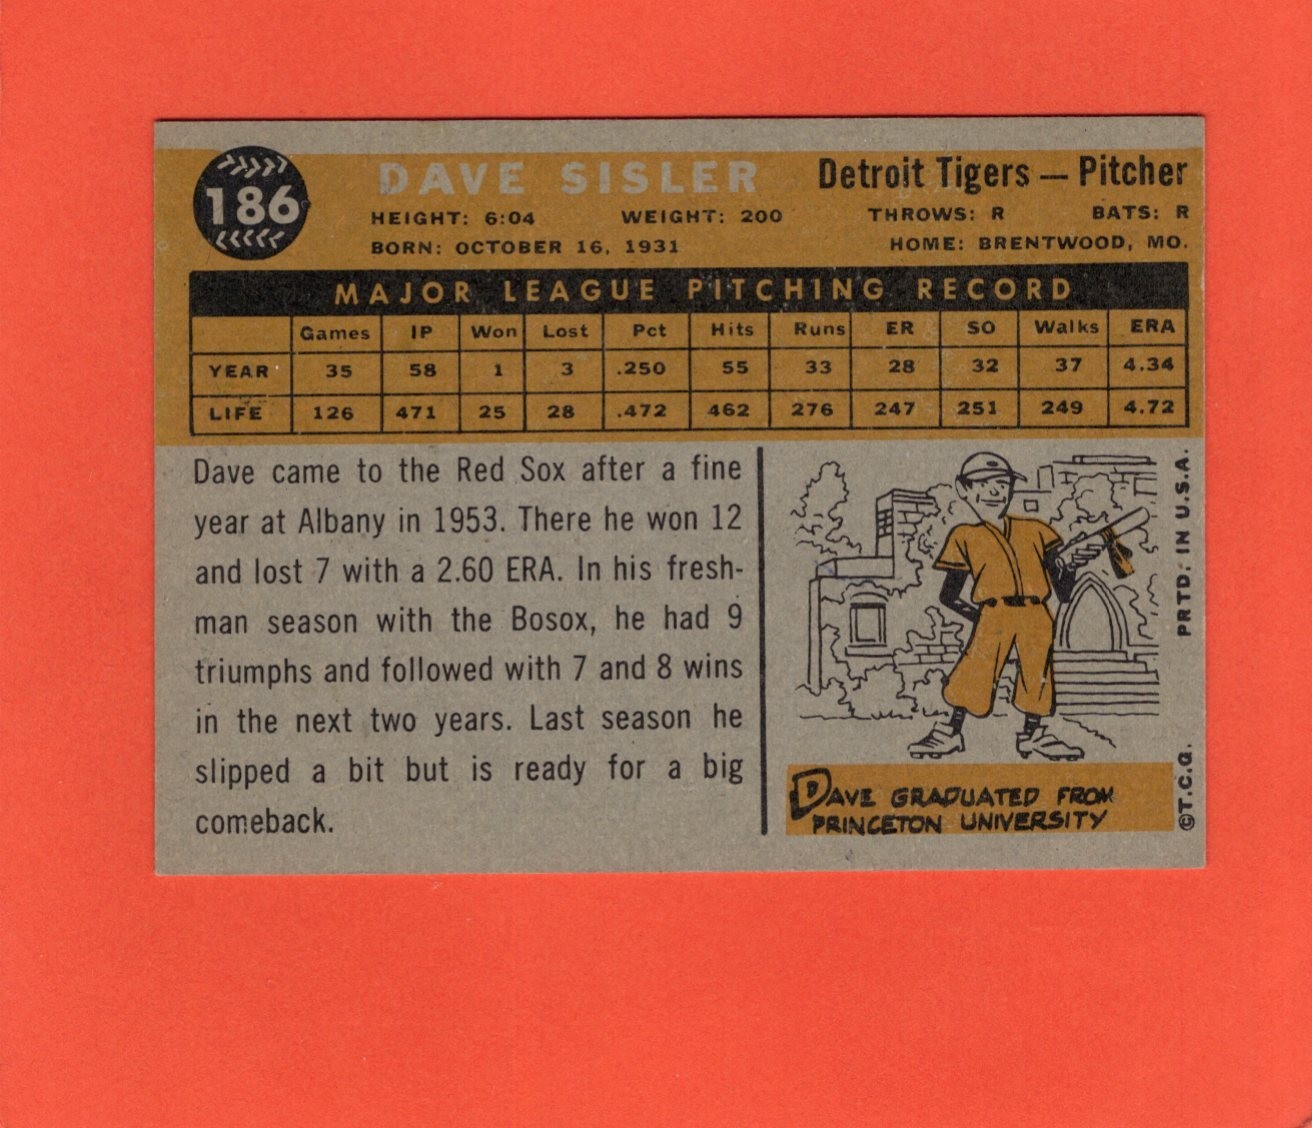 186
DAVE SISLER
Detroit Tigers — Pitcher
HEIGHT: 6:04 WEIGHT: 200 THROWS: R BATS: R
BORN: OCTOBER 16, 1931 HOME: BRENTWOOD, MO.
MAJOR LEAGUE PITCHING RECORD
Games IP Won Lost Pct Hits Runs ER SO Walks ERA
YEAR 35 58 1 3 .250 55 33 28 32 37 4.34
LIFE 126 471 25 28 .472 462 276 247 251 249 4.72
Dave came to the Red Sox after a fine
year at Albany in 1953. There he won 12
and lost 7 with a 2.60 ERA. In his fresh-
man season with the Bosox, he had 9
triumphs and followed with 7 and 8 wins
in the next two years. Last season he
slipped a bit but is ready for a big
comeback.
DAVE GRADUATED FROM
PRINCETON UNIVERSITY
©T.C.G. PRTD. IN U.S.A.